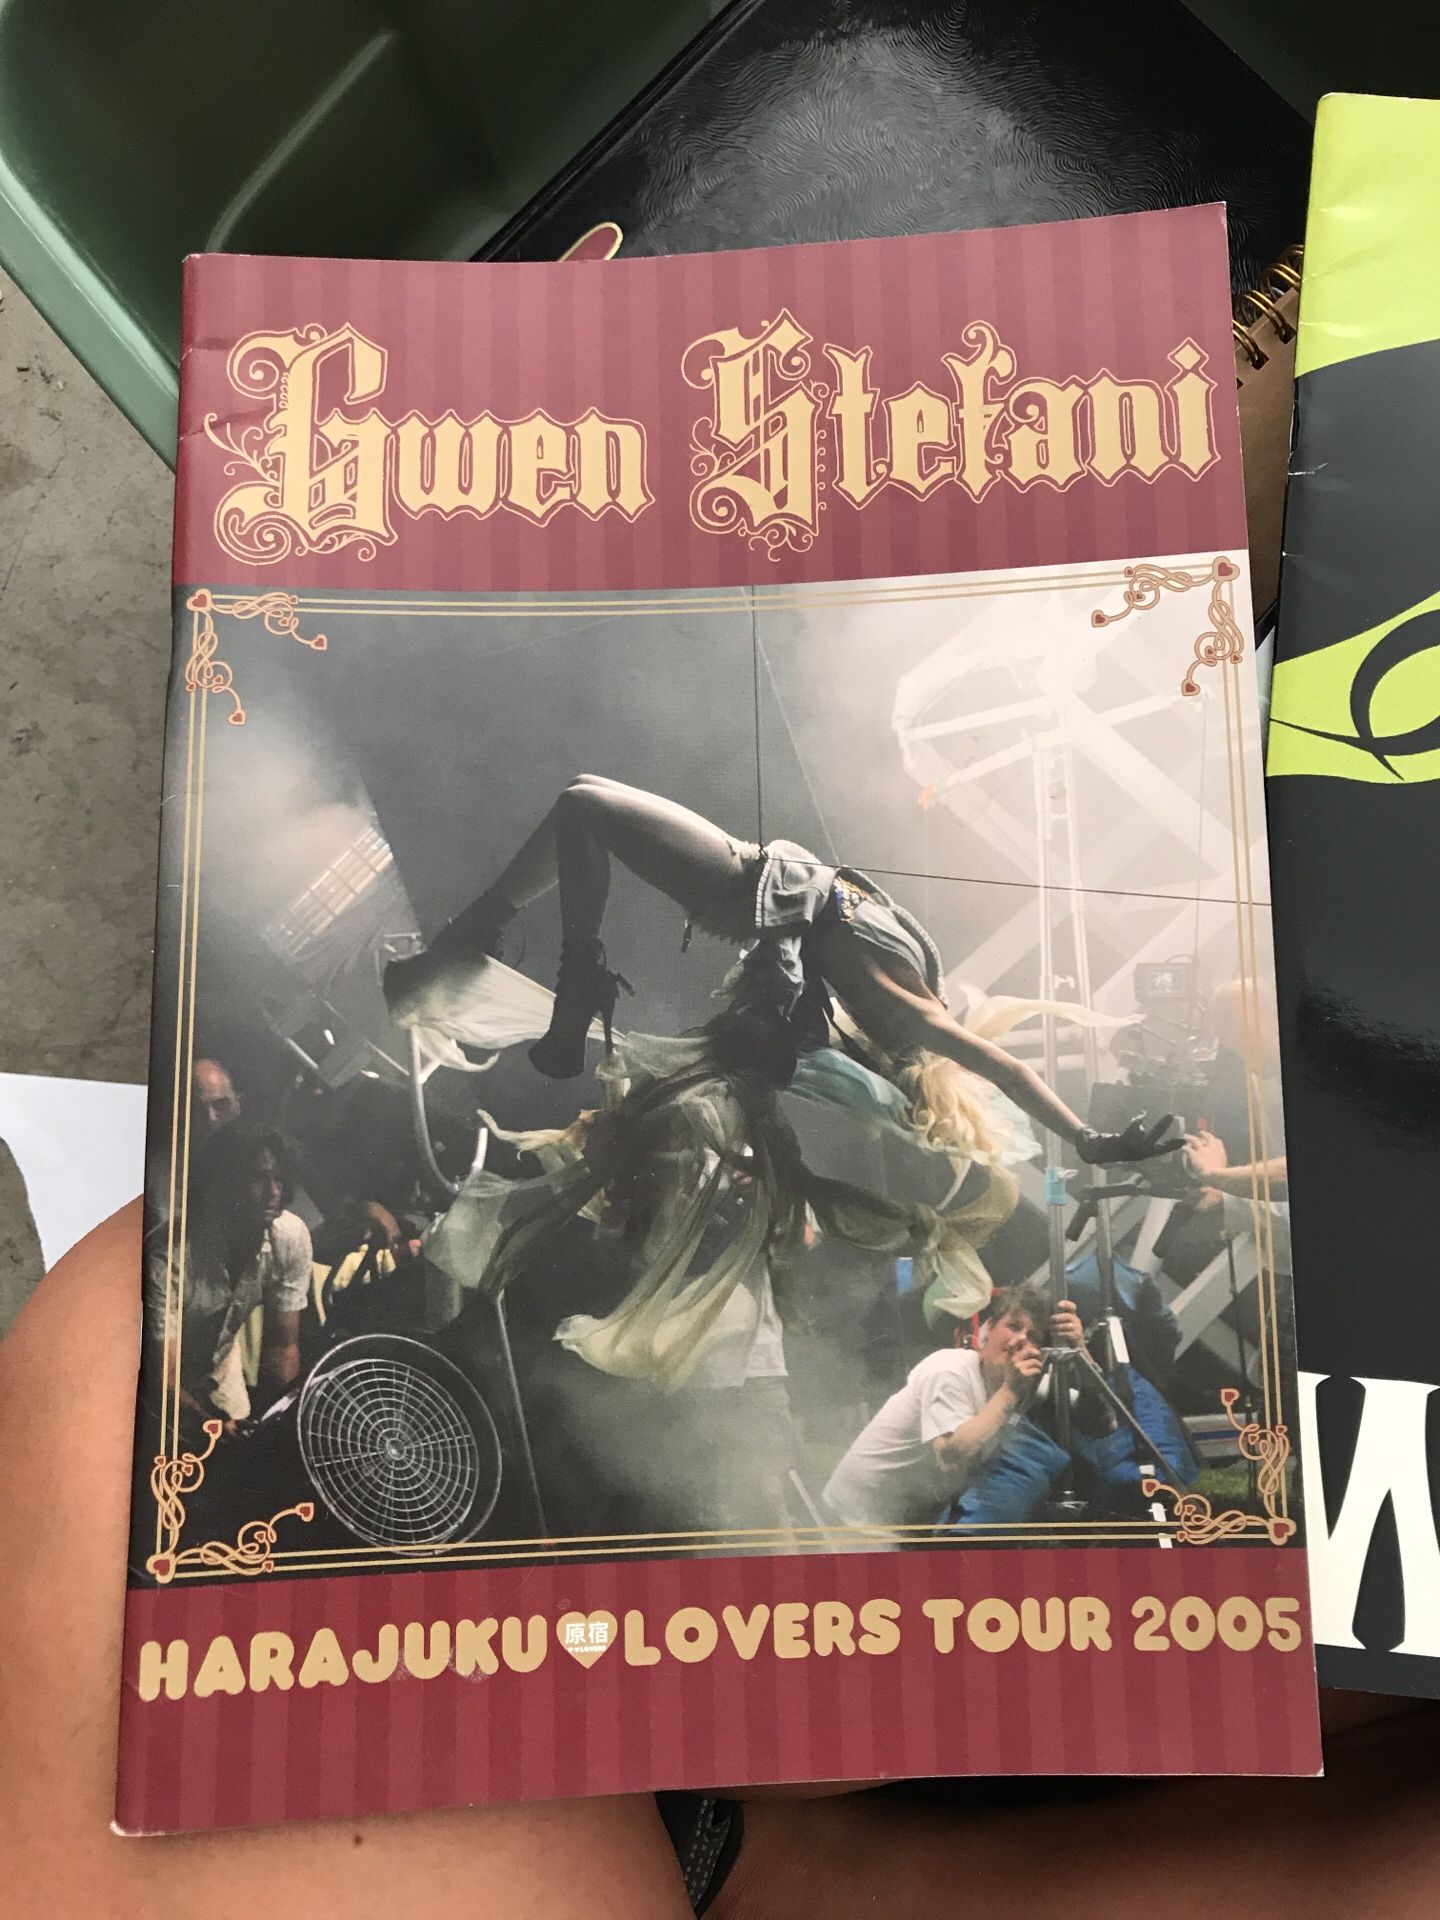 Gwen Stefani
HARAJUKU 原宿 LOVERS TOUR 2005
W